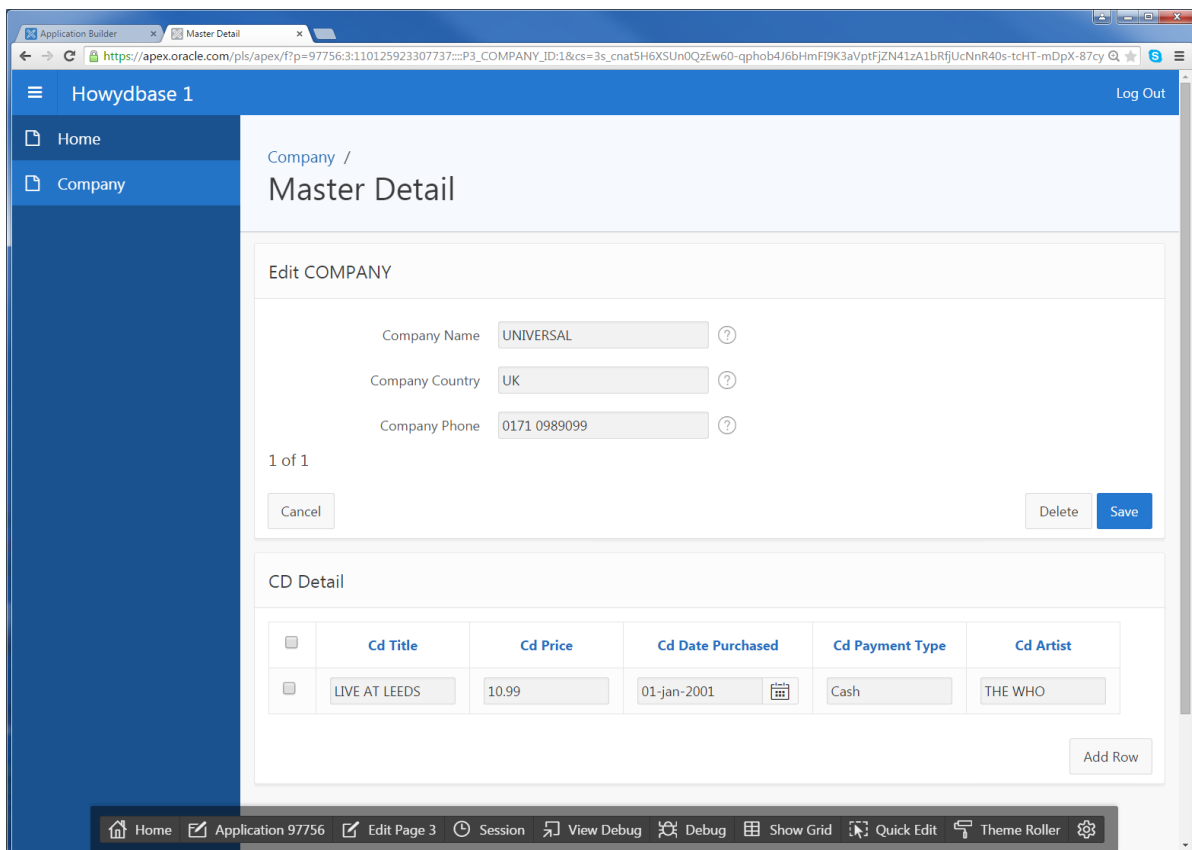 Application Builder
Master Detail
https://apex.oracle.com/pls/apex/f?p=97756:3:110125923307737::::P3_COMPANY_ID:1&cs=3s_cnat5H6XSUn0QzEw60-qphob4J6bHmFI9K3aVptFjZN41zA1bRfjUcNnR40s-tcHT-mDpX-87cy
Howydbase 1
Log Out
Home
Company
Company /
Master Detail
Edit COMPANY
Company Name UNIVERSAL ?
Company Country UK ?
Company Phone 0171 0989099 ?
1 of 1
Cancel Delete Save
CD Detail
Cd Title Cd Price Cd Date Purchased Cd Payment Type Cd Artist
LIVE AT LEEDS 10.99 01-jan-2001 Cash THE WHO
Add Row
Home Application 97756 Edit Page 3 Session View Debug Debug Show Grid Quick Edit Theme Roller